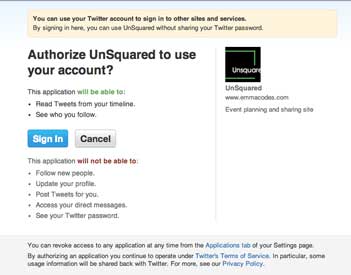 You can use your Twitter account to sign in to other sites and services.
By signing in here, you can use UnSquared without sharing your Twitter password.
Authorize UnSquared to use
your account?
This application will be able to:
• Read Tweets from your timeline.
• See who you follow.
Sign In
Cancel
This application will not be able to:
• Follow new people.
• Update your profile.
• Post Tweets for you.
• Access your direct messages.
• See your Twitter password.
Unsquare
UnSquared
www.emmacodes.com
Event planning and sharing site
You can revoke access to any application at any time from the Applications tab of your Settings page.
By authorizing an application you continue to operate under Twitter's Terms of Service. In particular, some
usage information will be shared back with Twitter. For more, see our Privacy Policy.